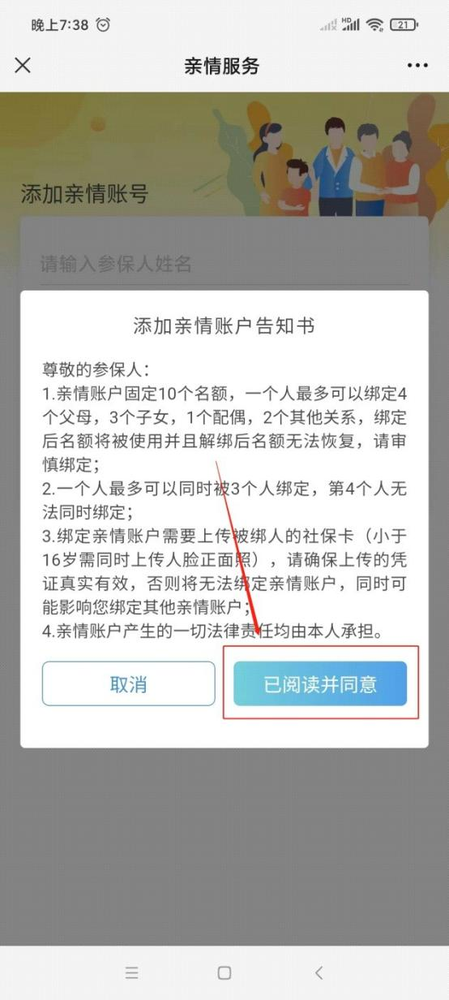 晚上7:38
HD
21
亲情服务
添加亲情账号
请输入参保人姓名
添加亲情账户告知书
尊敬的参保人：
1.亲情账户固定10个名额，一个人最多可以绑定4
个父母，3个子女，1个配偶，2个其他关系，绑定
后名额将被使用并且解绑后名额无法恢复，请审
慎绑定；
2.一个人最多可以同时被3个人绑定，第4个人无
法同时绑定；
3.绑定亲情账户需要上传被绑人的社保卡（小于
16岁需同时上传人脸正面照），请确保上传的凭
证真实有效，否则将无法绑定亲情账户，同时可
能影响您绑定其他亲情账户；
4.亲情账户产生的一切法律责任均由本人承担。
取消
已阅读并同意